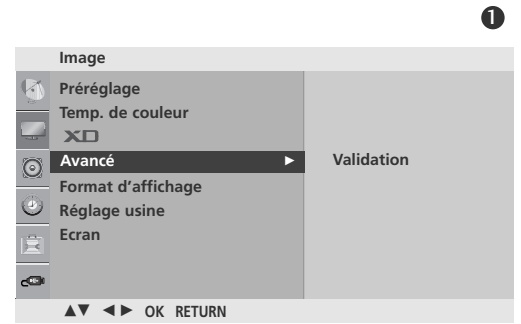 1
Image
Préréglage
Temp. de couleur
XD
Avancé ► Validation
Format d’affichage
Réglage usine
Ecran
▲▼ ◄► OK RETURN